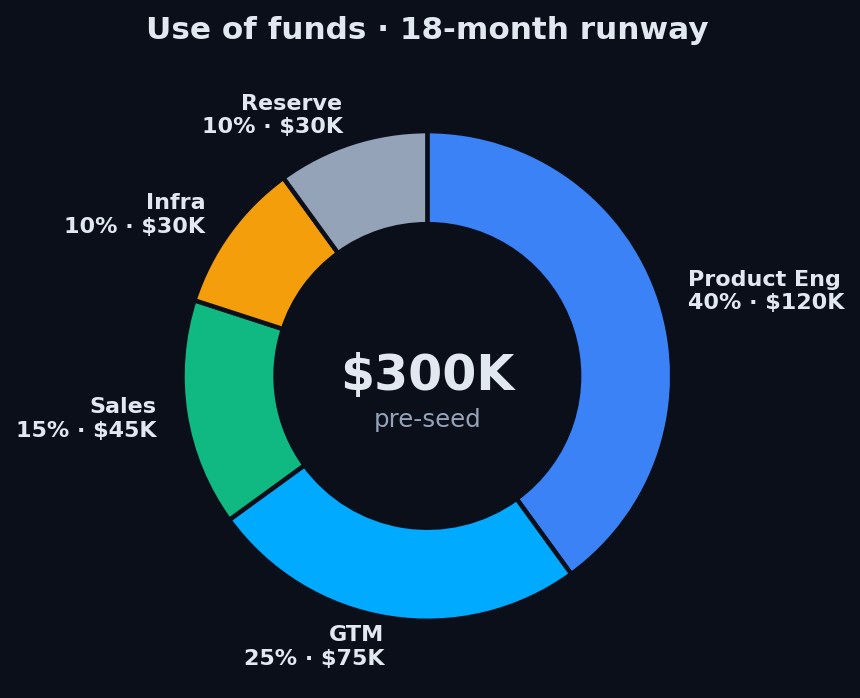 Use of funds · 18-month runway
Reserve
10% · $30K
Infra
10% · $30K
Product Eng
40% · $120K
$300K
pre-seed
Sales
15% · $45K
GTM
25% · $75K